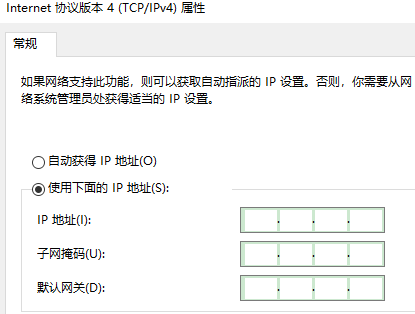 Internet 协议版本 4 (TCP/IPv4) 属性
常规
如果网络支持此功能，则可以获取自动指派的 IP 设置。否则，你需要从网
络系统管理员处获得适当的 IP 设置。
自动获得 IP 地址(O)
使用下面的 IP 地址(S):
IP 地址(I):
子网掩码(U):
默认网关(D):